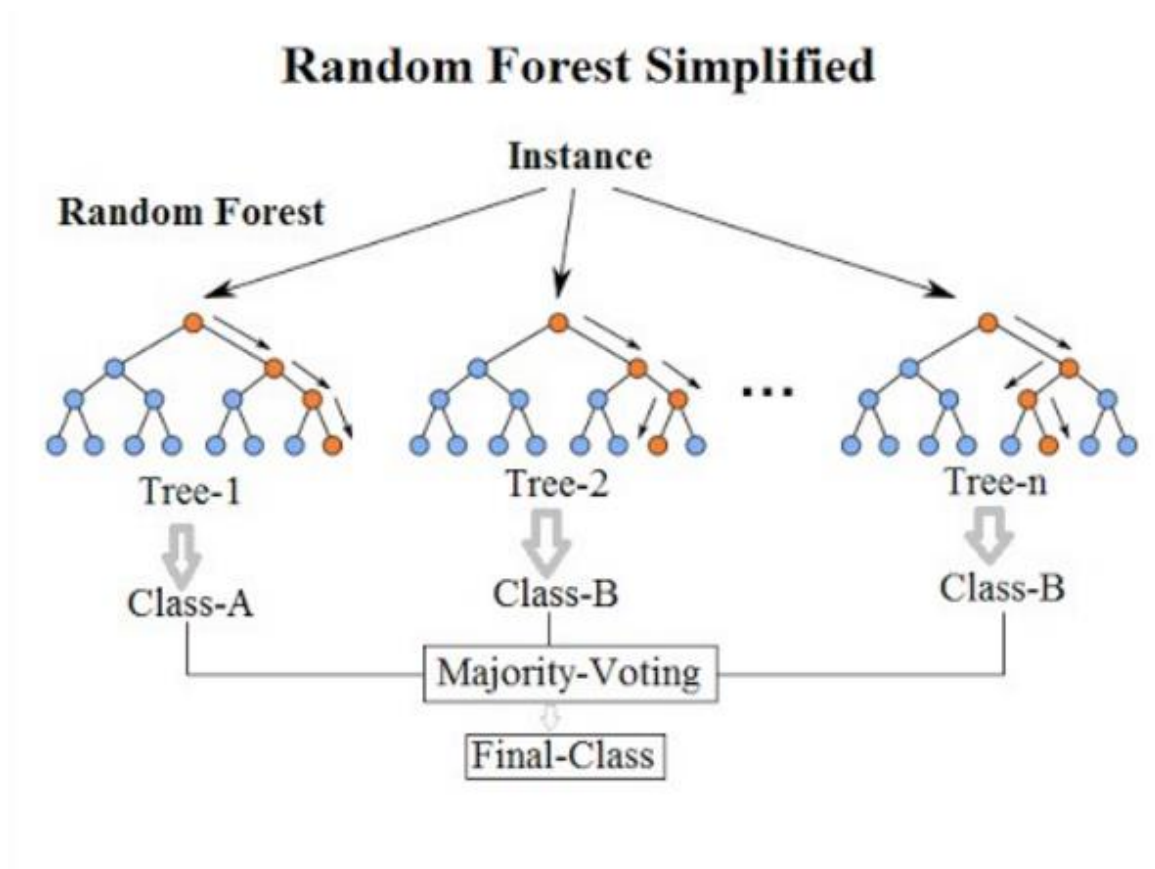 Random Forest Simplified
Instance
Random Forest
...
Tree-1
Tree-2
Tree-n
Class-A
Class-B
Class-B
Majority-Voting
Final-Class